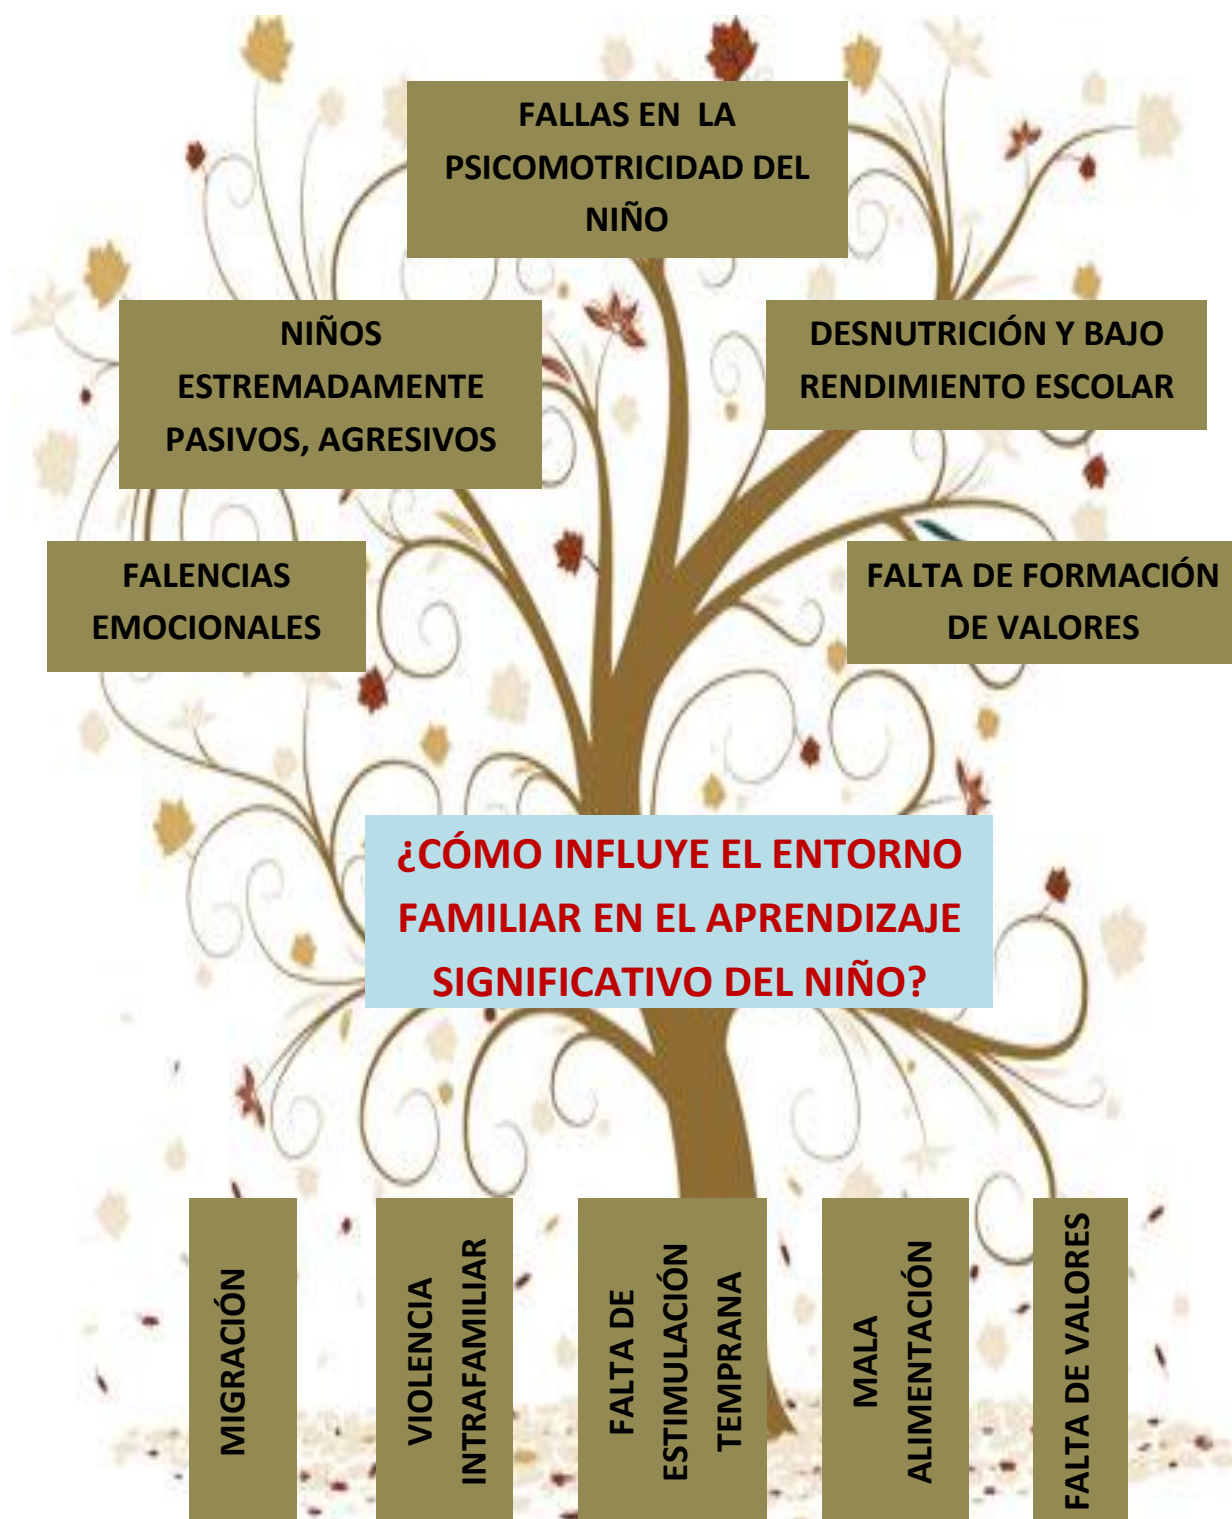 FALLAS EN LA
PSICOMOTRICIDAD DEL
NIÑO
NIÑOS
ESTREMADAMENTE
PASIVOS, AGRESIVOS
DESNUTRICIÓN Y BAJO
RENDIMIENTO ESCOLAR
FALENCIAS
EMOCIONALES
FALTA DE FORMACIÓN
DE VALORES
¿CÓMO INFLUYE EL ENTORNO
FAMILIAR EN EL APRENDIZAJE
SIGNIFICATIVO DEL NIÑO?
MIGRACIÓN
VIOLENCIA
INTRAFAMILIAR
FALTA DE
ESTIMULACIÓN
TEMPRANA
MALA
ALIMENTACIÓN
FALTA DE VALORES